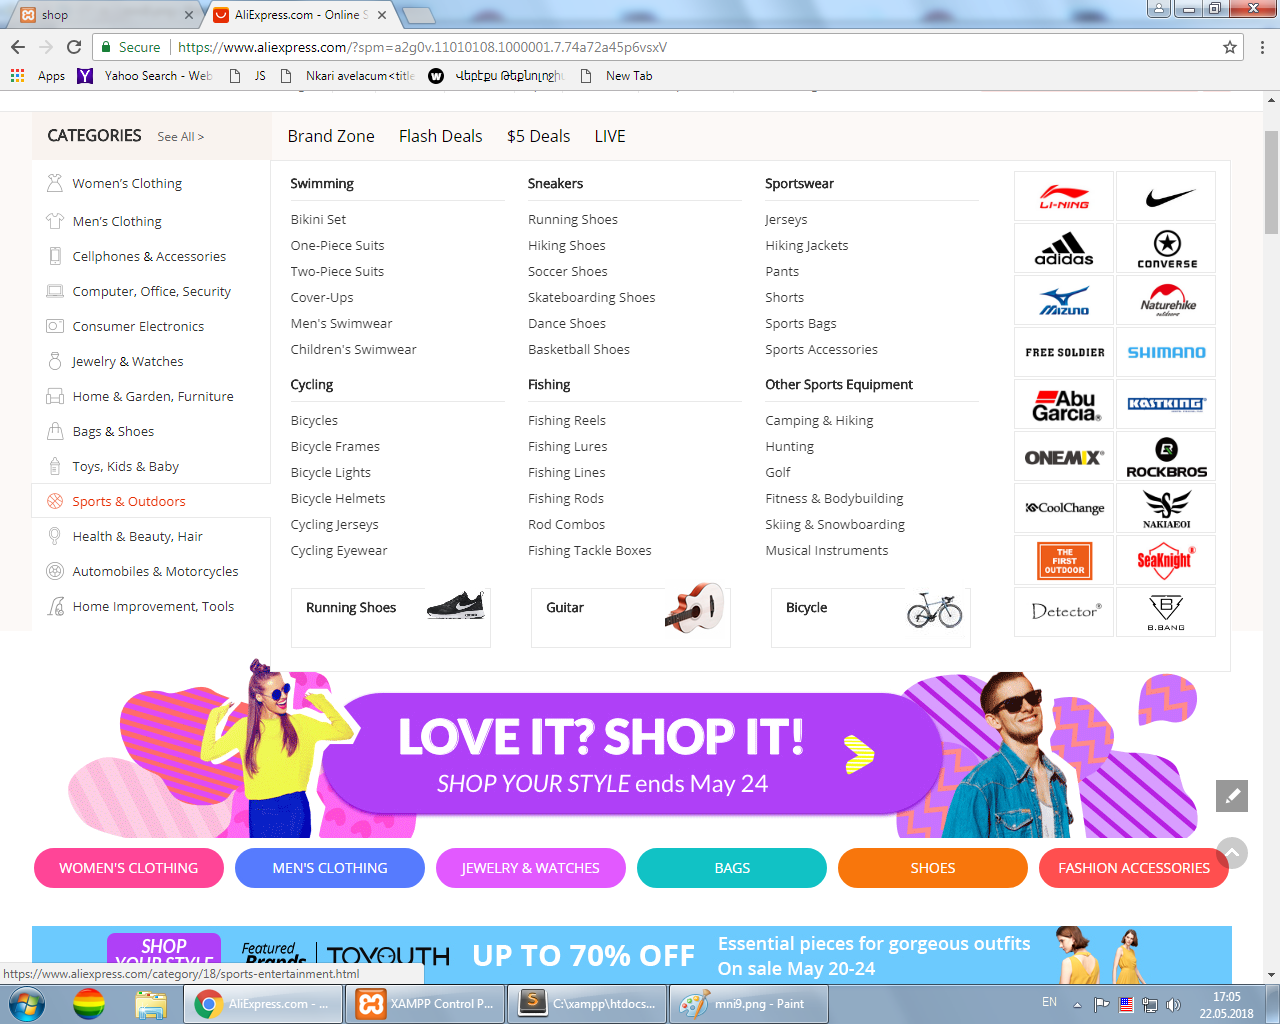 shop
AliExpress.com - Online S
Secure
https://www.aliexpress.com/?spm=a2g0v.11010108.1000001.7.74a72a45p6vsxV
Apps
Yahoo Search - Web
JS
Nkari avelacum<title
Վեբէքս Թեքնոլոջի
New Tab
CATEGORIES See All >
Brand Zone Flash Deals $5 Deals LIVE
Women's Clothing
Men's Clothing
Cellphones & Accessories
Computer, Office, Security
Consumer Electronics
Jewelry & Watches
Home & Garden, Furniture
Bags & Shoes
Toys, Kids & Baby
Sports & Outdoors
Health & Beauty, Hair
Automobiles & Motorcycles
Home Improvement, Tools
Swimming
Bikini Set
One-Piece Suits
Two-Piece Suits
Cover-Ups
Men's Swimwear
Children's Swimwear
Sneakers
Running Shoes
Hiking Shoes
Soccer Shoes
Skateboarding Shoes
Dance Shoes
Basketball Shoes
Sportswear
Jerseys
Hiking Jackets
Pants
Shorts
Sports Bags
Sports Accessories
Cycling
Bicycles
Bicycle Frames
Bicycle Lights
Bicycle Helmets
Cycling Jerseys
Cycling Eyewear
Fishing
Fishing Reels
Fishing Lures
Fishing Lines
Fishing Rods
Rod Combos
Fishing Tackle Boxes
Other Sports Equipment
Camping & Hiking
Hunting
Golf
Fitness & Bodybuilding
Skiing & Snowboarding
Musical Instruments
Running Shoes
Guitar
Bicycle
LI-NING
adidas
CONVERSE
MIZUNO
Naturehike
outdoors
FREE SOLDIER
SHIMANO
Abu
Garcia
KASTKING
ONEMIX
ROCKBROS
CoolChange
NAKIAEOI
THE
FIRST
OUTDOOR
SeaKnight
Detector
B.BANG
LOVE IT? SHOP IT!
SHOP YOUR STYLE ends May 24
WOMEN'S CLOTHING
MEN'S CLOTHING
JEWELRY & WATCHES
BAGS
SHOES
FASHION ACCESSORIES
SHOP
YOUR STYLE
Featured
Brands
TOYOUTH
UP TO 70% OFF
Essential pieces for gorgeous outfits
On sale May 20-24
https://www.aliexpress.com/category/18/sports-entertainment.html
AliExpress.com - ...
XAMPP Control P...
C:\xampp\htdocs...
mni9.png - Paint
EN
17:05
22.05.2018